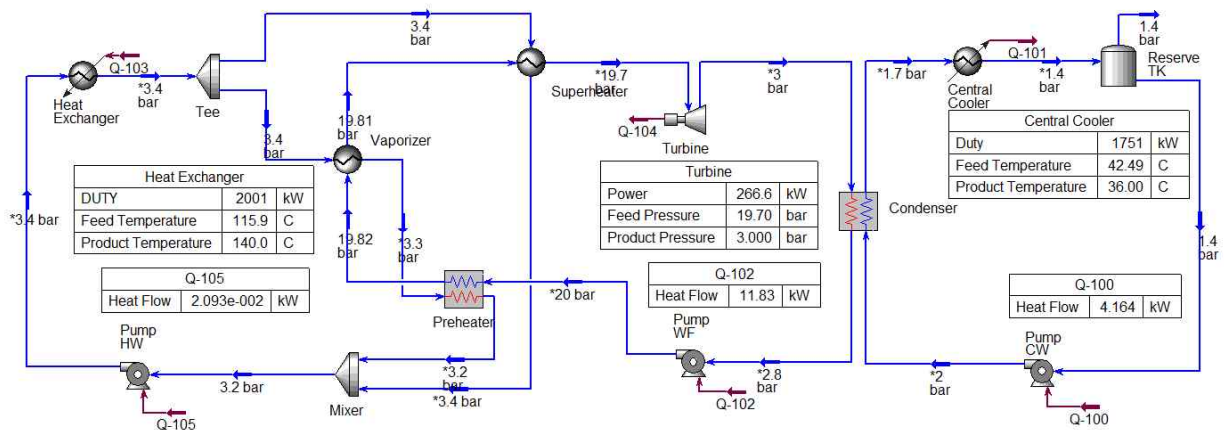 3.4
bar
Q-103
*3.4
bar
Heat
Exchanger
Tee
3.4
bar
19.81
bar
Vaporizer
Superheater
*19.7
bar
*3
bar
Q-104
Turbine
*1.7 bar
Central
Cooler
Q-101
*1.4
bar
1.4
bar
Reserve
TK
Heat Exchanger
DUTY 2001 kW
Feed Temperature 115.9 C
Product Temperature 140.0 C
Turbine
Power 266.6 kW
Feed Pressure 19.70 bar
Product Pressure 3.000 bar
Central Cooler
Duty 1751 kW
Feed Temperature 42.49 C
Product Temperature 36.00 C
*3.4 bar
19.82
bar
*3.3
bar
Condenser
1.4
bar
Q-105
Heat Flow 2.093e-002 kW
Preheater
*20 bar
Q-102
Heat Flow 11.83 kW
Q-100
Heat Flow 4.164 kW
Pump
HW
3.2 bar
Mixer
*3.2
bar
*3.4 bar
Pump
WF
*2.8
bar
*2
bar
Pump
CW
Q-105
Q-102
Q-100